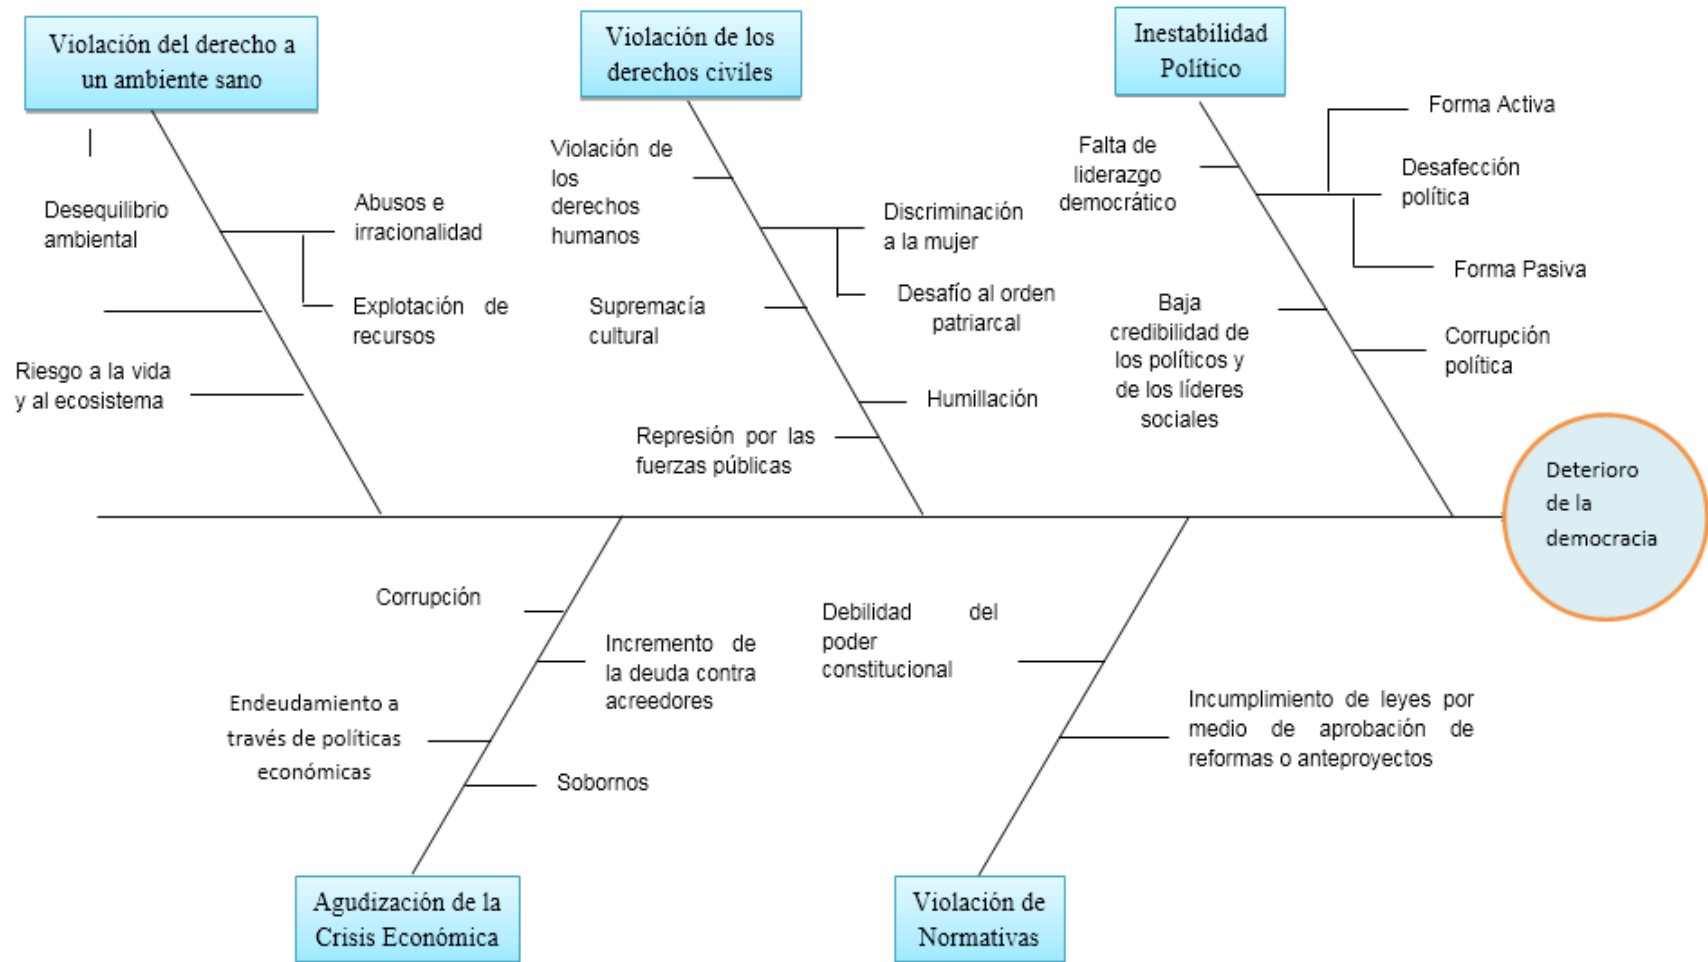 Violación del derecho a
un ambiente sano
Violación de los
derechos civiles
Inestabilidad
Político
Desequilibrio
ambiental
Abusos e
irracionalidad
Explotación de
recursos
Riesgo a la vida
y al ecosistema
Violación de
los
derechos
humanos
Discriminación
a la mujer
Desafío al orden
patriarcal
Supremacía
cultural
Humillación
Represión por las
fuerzas públicas
Falta de
liderazgo
democrático
Forma Activa
Desafección
política
Forma Pasiva
Baja
credibilidad de
los políticos y
de los líderes
sociales
Corrupción
política
Deterioro
de la
democracia
Corrupción
Incremento de
la deuda contra
acreedores
Endeudamiento a
través de políticas
económicas
Sobornos
Debilidad del
poder
constitucional
Incumplimiento de leyes por
medio de aprobación de
reformas o anteproyectos
Agudización de la
Crisis Económica
Violación de
Normativas